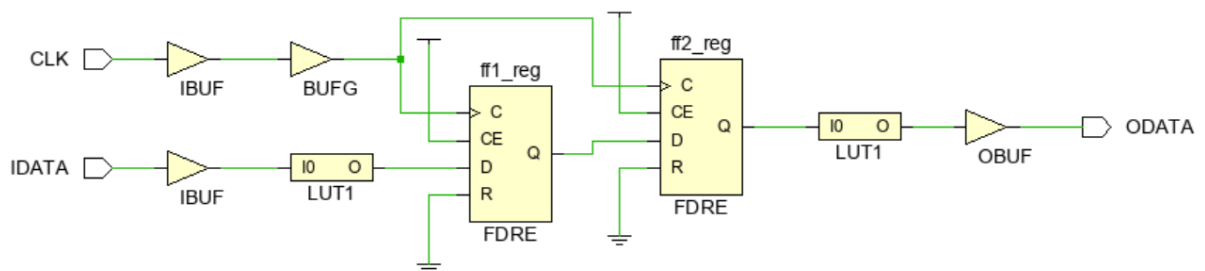 CLK
IBUF
BUFG
ff1_reg
C
CE
D
R
Q
FDRE
ff2_reg
C
CE
D
R
Q
FDRE
I0 O
LUT1
OBUF
ODATA
IDATA
IBUF
I0 O
LUT1